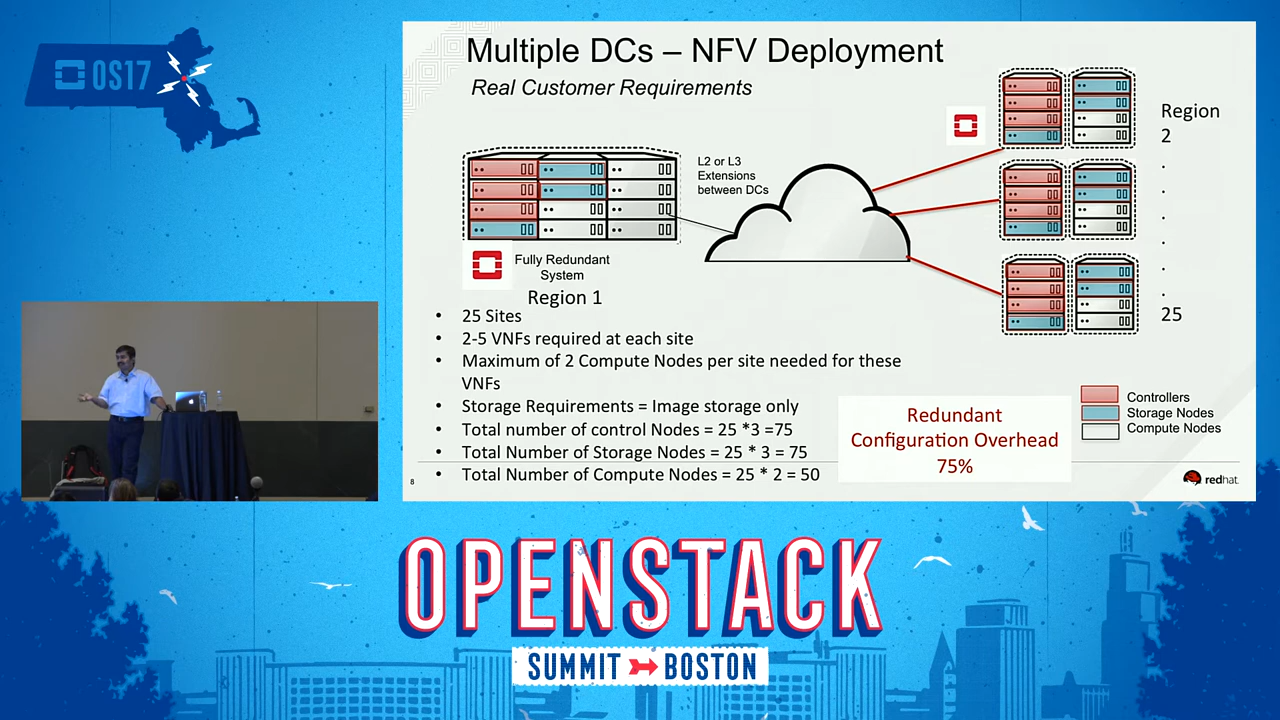 OS17
Multiple DCs – NFV Deployment
Real Customer Requirements
Region
2
.
.
.
.
.
.
25
L2 or L3
Extensions
between DCs
Fully Redundant
System
Region 1
• 25 Sites
• 2-5 VNFs required at each site
• Maximum of 2 Compute Nodes per site needed for these
VNFs
• Storage Requirements = Image storage only
• Total number of control Nodes = 25 *3 =75
• Total Number of Storage Nodes = 25 * 3 = 75
• Total Number of Compute Nodes = 25 * 2 = 50
Redundant
Configuration Overhead
75%
Controllers
Storage Nodes
Compute Nodes
8
redhat.
OPENSTACK
SUMMIT BOSTON